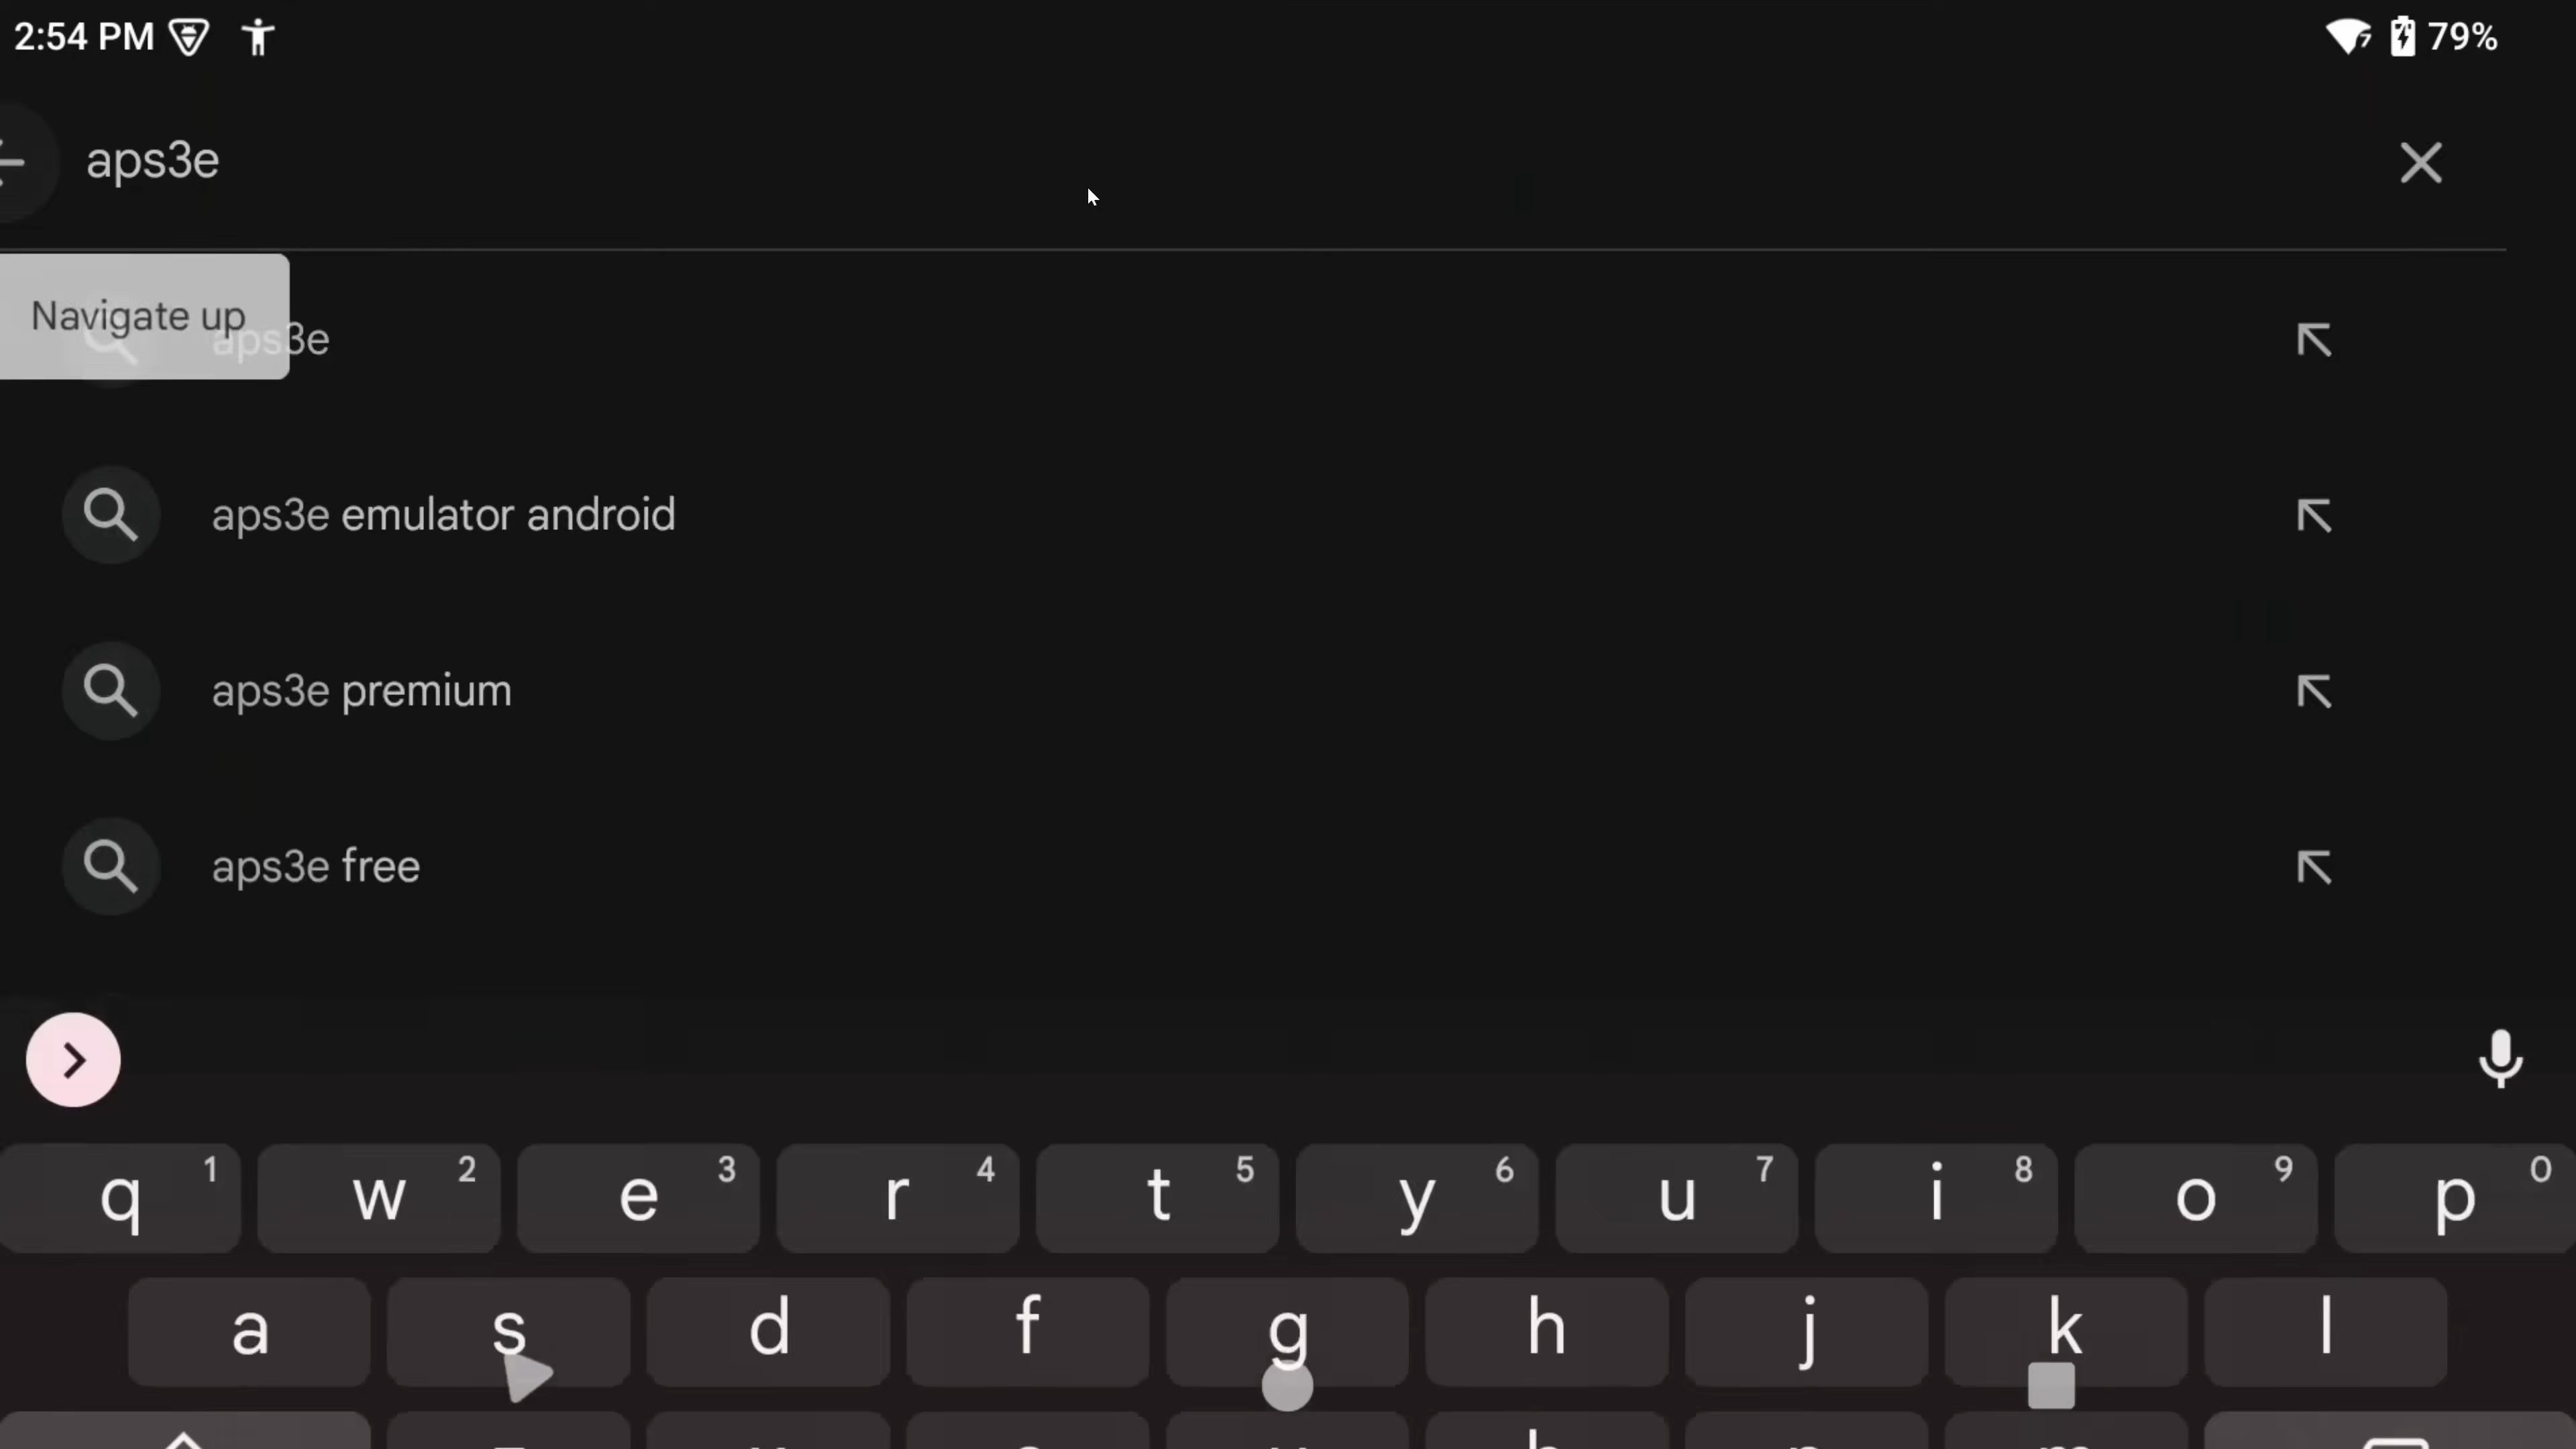 2:54 PM
79%
aps3e
Navigate up
aps3e
aps3e emulator android
aps3e premium
aps3e free
q 1 w 2 e 3 r 4 t 5 y 6 u 7 i 8 o 9 p 0
a s d f g h j k l